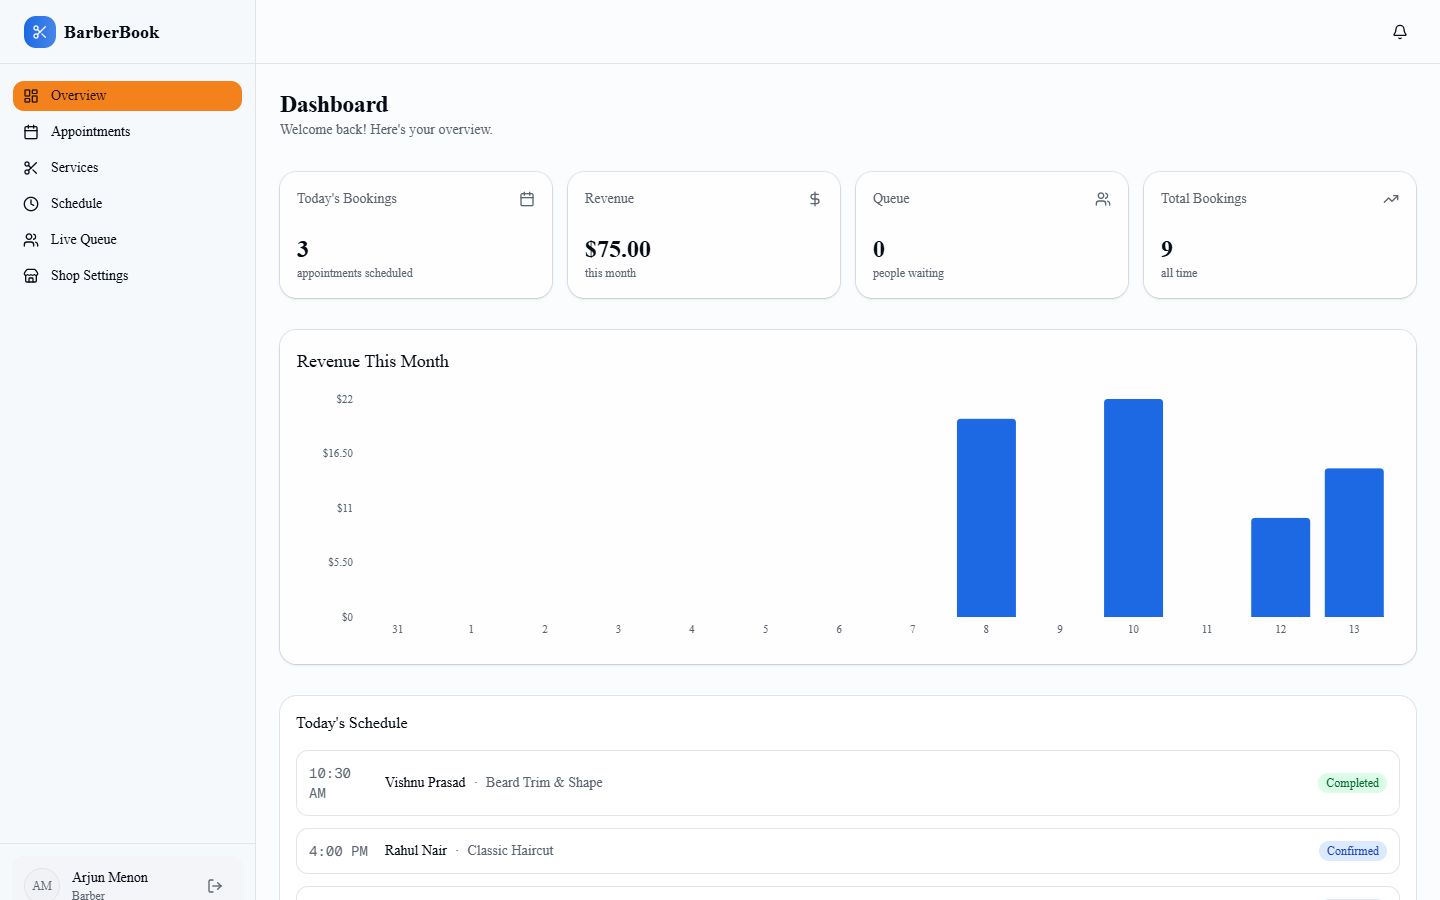 BarberBook
Overview
Appointments
Services
Schedule
Live Queue
Shop Settings
AM
Arjun Menon
Barber
Dashboard
Welcome back! Here's your overview.
Today's Bookings
3
appointments scheduled
Revenue
$75.00
this month
Queue
0
people waiting
Total Bookings
9
all time
Revenue This Month
$22
$16.50
$11
$5.50
$0
31 1 2 3 4 5 6 7 8 9 10 11 12 13
Today's Schedule
10:30 AM
Vishnu Prasad · Beard Trim & Shape
Completed
4:00 PM
Rahul Nair · Classic Haircut
Confirmed